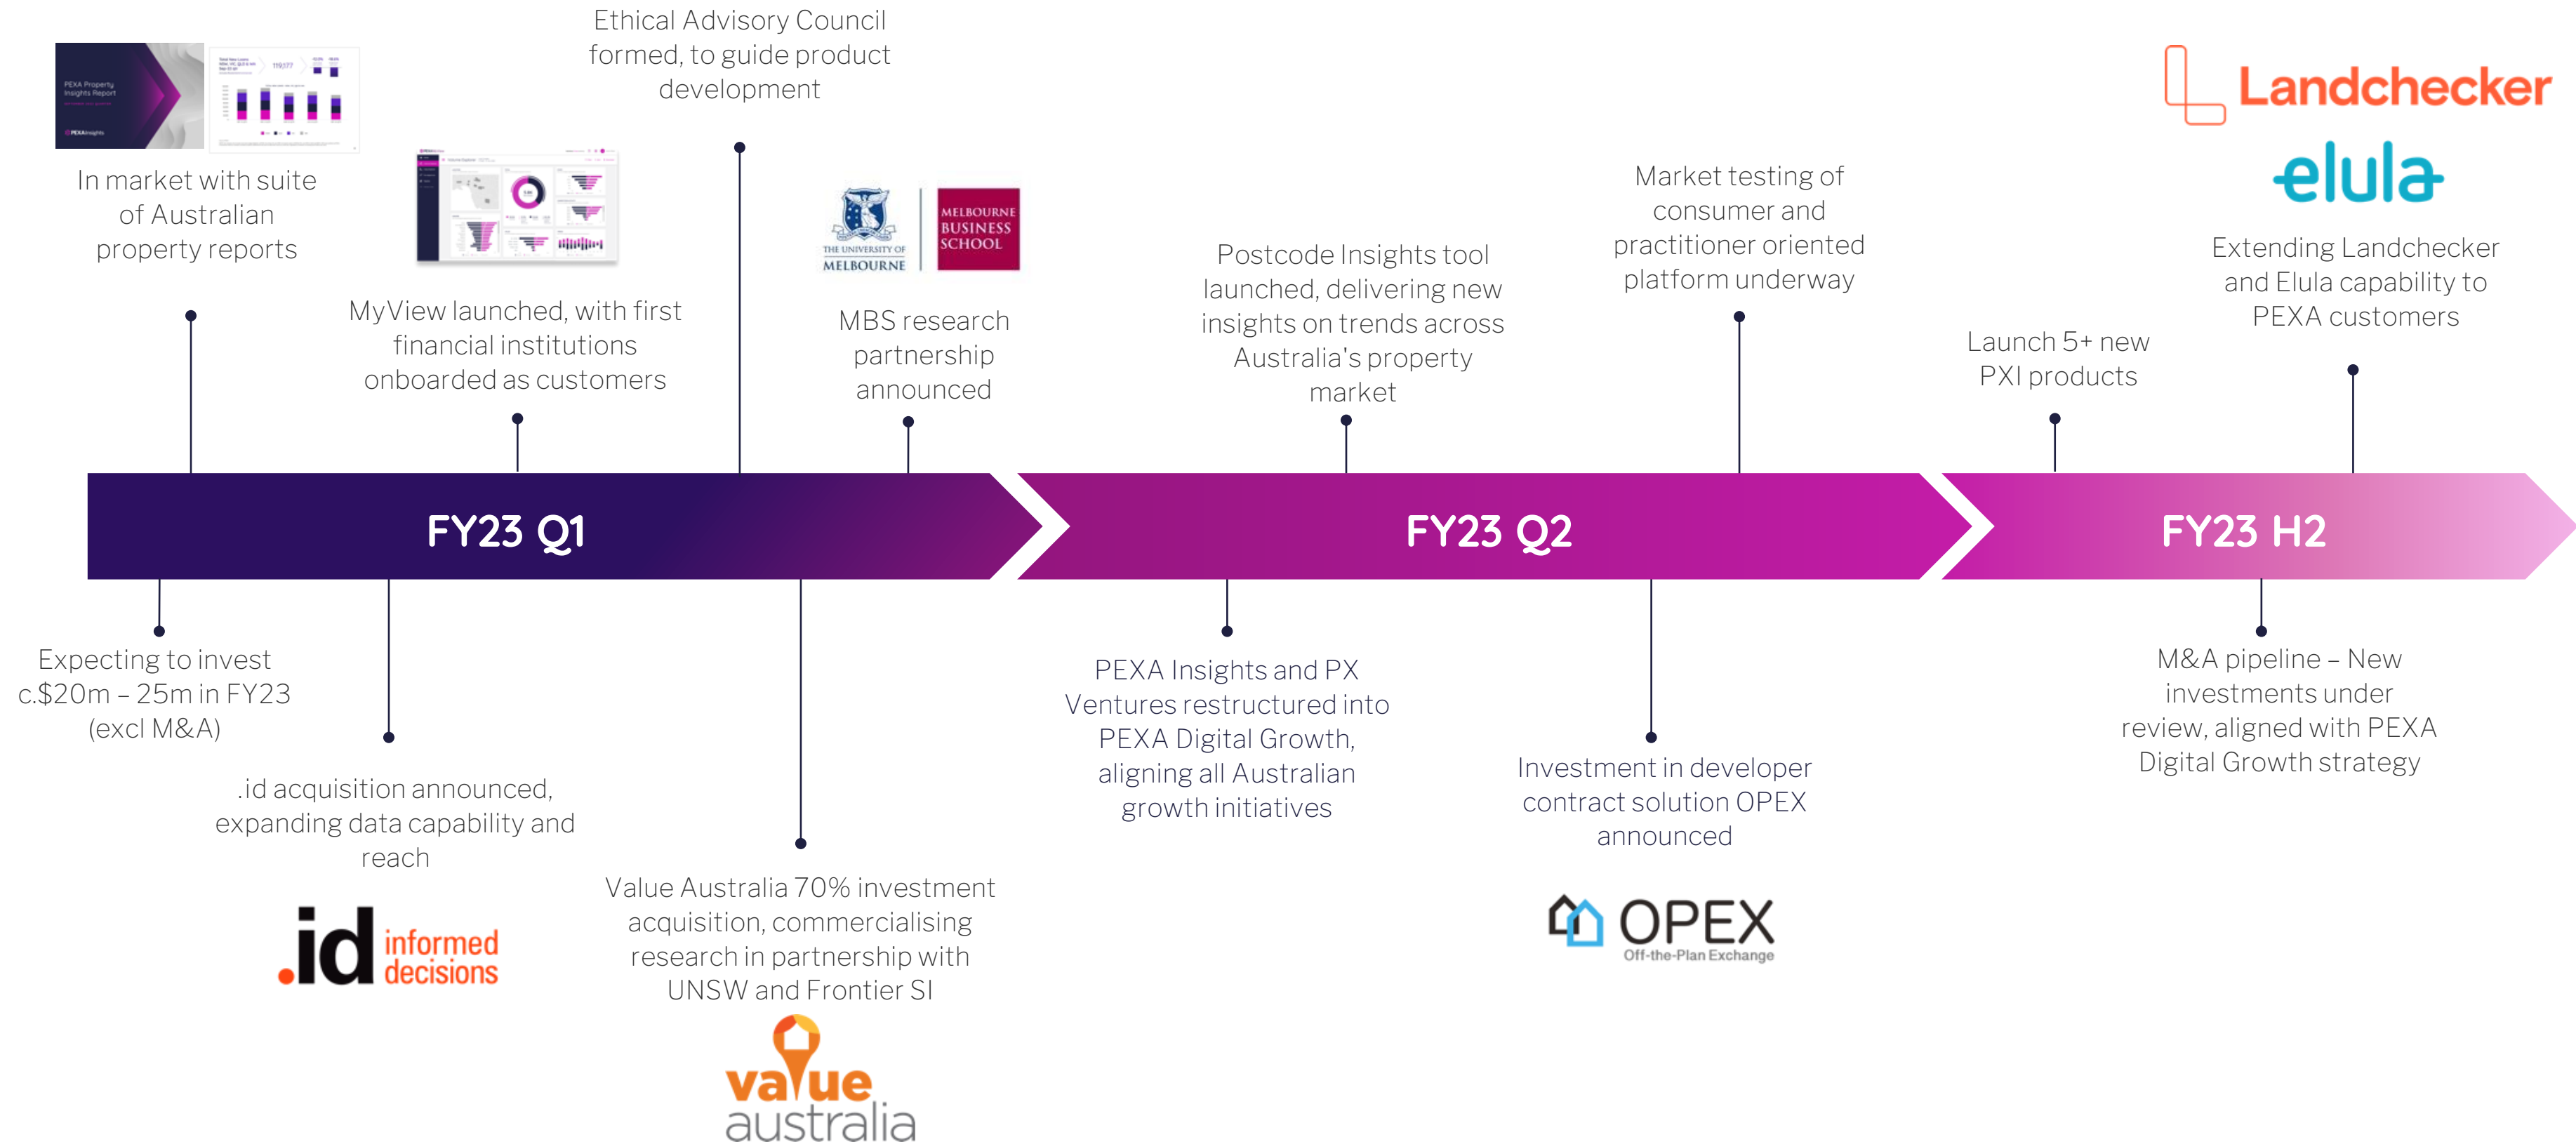 PEXA Property
Insights Report
PEXAInsights
119,177
In market with suite
of Australian
property reports
MyView launched, with first
financial institutions
onboarded as customers
Ethical Advisory Council
formed, to guide product
development
THE UNIVERSITY OF
MELBOURNE
MELBOURNE
BUSINESS
SCHOOL
MBS research
partnership
announced
Postcode Insights tool
launched, delivering new
insights on trends across
Australia's property
market
Market testing of
consumer and
practitioner oriented
platform underway
Launch 5+ new
PXI products
Landchecker
elula
Extending Landchecker
and Elula capability to
PEXA customers
FY23 Q1
FY23 Q2
FY23 H2
Expecting to invest
c.$20m – 25m in FY23
(excl M&A)
.id acquisition announced,
expanding data capability and
reach
.id informed
decisions
Value Australia 70% investment
acquisition, commercialising
research in partnership with
UNSW and Frontier SI
value
australia
PEXA Insights and PX
Ventures restructured into
PEXA Digital Growth,
aligning all Australian
growth initiatives
Investment in developer
contract solution OPEX
announced
OPEX
Off-the-Plan Exchange
M&A pipeline – New
investments under
review, aligned with PEXA
Digital Growth strategy